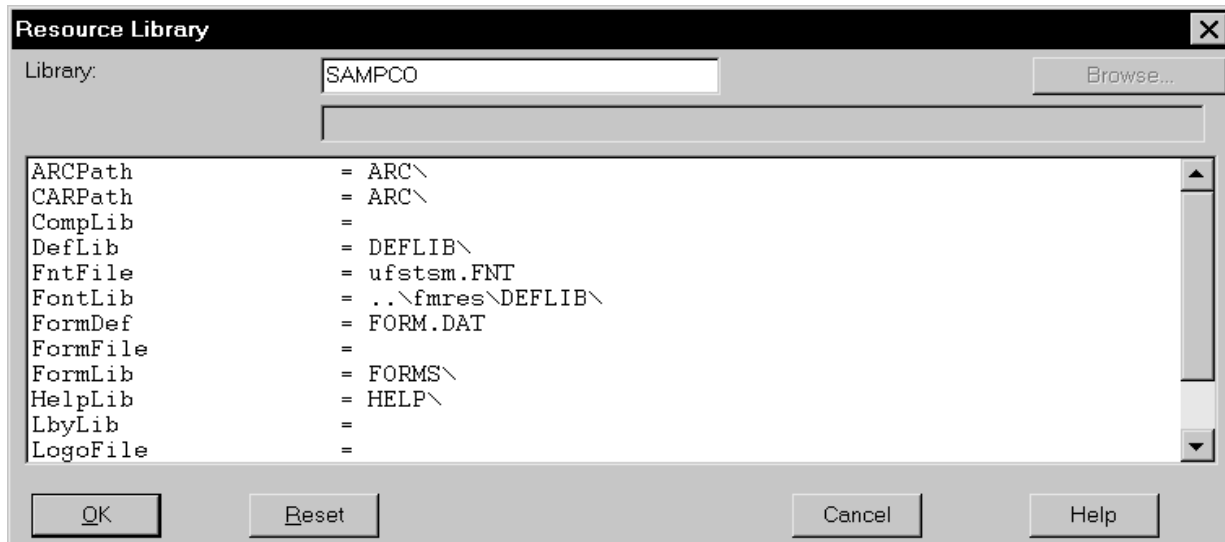 Resource Library
Library: SAMPCO Browse...
ARCPath = ARC\
CARPath = ARC\
CompLib =
DefLib = DEFLIB\
FntFile = ufstsm.FNT
FontLib = ..\fmres\DEFLIB\
FormDef = FORM.DAT
FormFile =
FormLib = FORMS\
HelpLib = HELP\
LbyLib =
LogoFile =
OK Reset Cancel Help